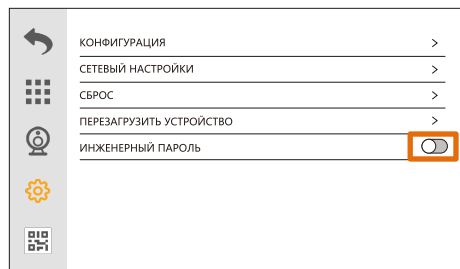 КОНФИГУРАЦИЯ
СЕТЕВЫЙ НАСТРОЙКИ
СБРОС
ПЕРЕЗАГРУЗИТЬ УСТРОЙСТВО
ИНЖЕНЕРНЫЙ ПАРОЛЬ